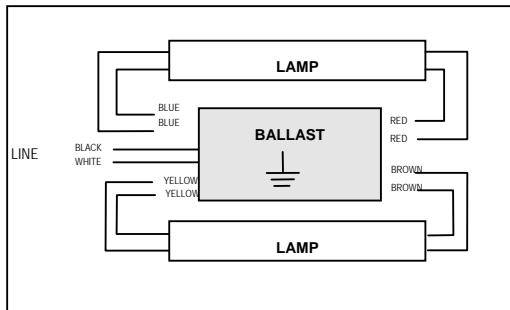 LAMP
BLUE
BLUE
BALLAST
RED
RED
LINE
BLACK
WHITE
BROWN
BROWN
YELLOW
YELLOW
LAMP